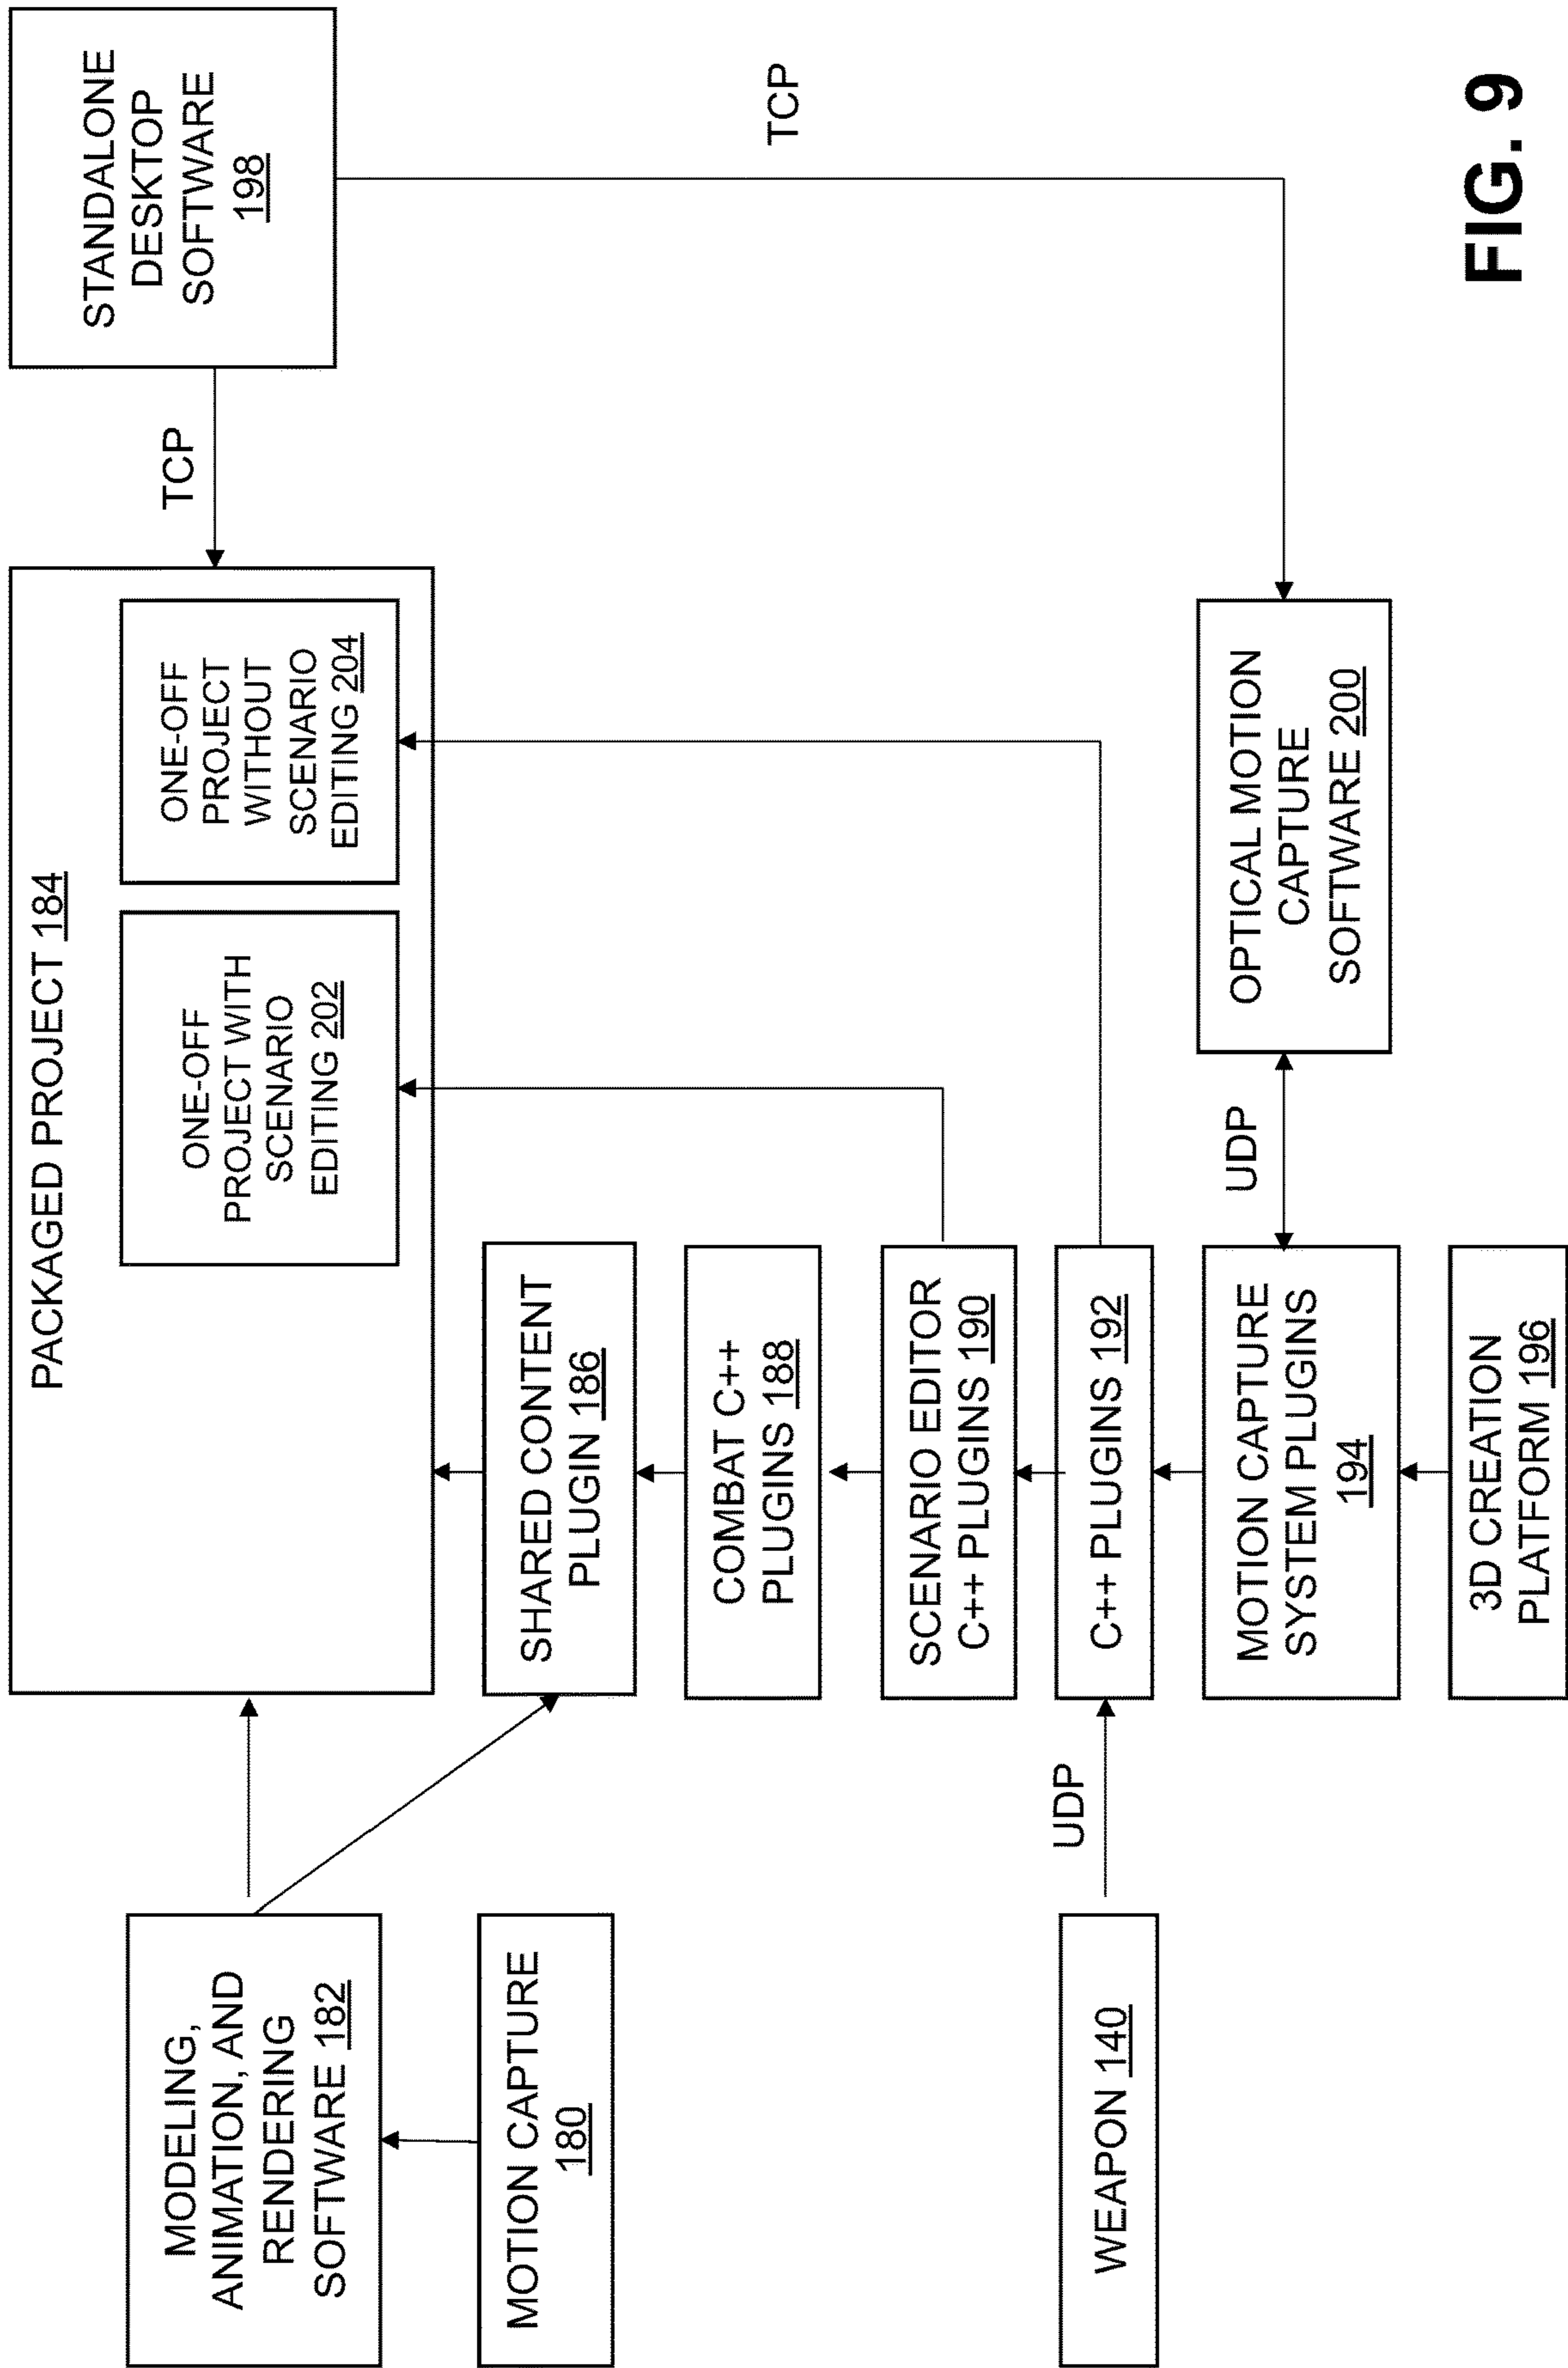 MODELING,
ANIMATION, AND
RENDERING
SOFTWARE 182
MOTION CAPTURE
180
WEAPON 140
UDP
PACKAGED PROJECT 184
ONE-OFF
PROJECT WITH
SCENARIO
EDITING 202
ONE-OFF
PROJECT
WITHOUT
SCENARIO
EDITING 204
SHARED CONTENT
PLUGIN 186
COMBAT C++
PLUGINS 188
SCENARIO EDITOR
C++ PLUGINS 190
C++ PLUGINS 192
MOTION CAPTURE
SYSTEM PLUGINS
194
3D CREATION
PLATFORM 196
UDP
OPTICAL MOTION
CAPTURE
SOFTWARE 200
TCP
STANDALONE
DESKTOP
SOFTWARE
198
TCP
FIG. 9